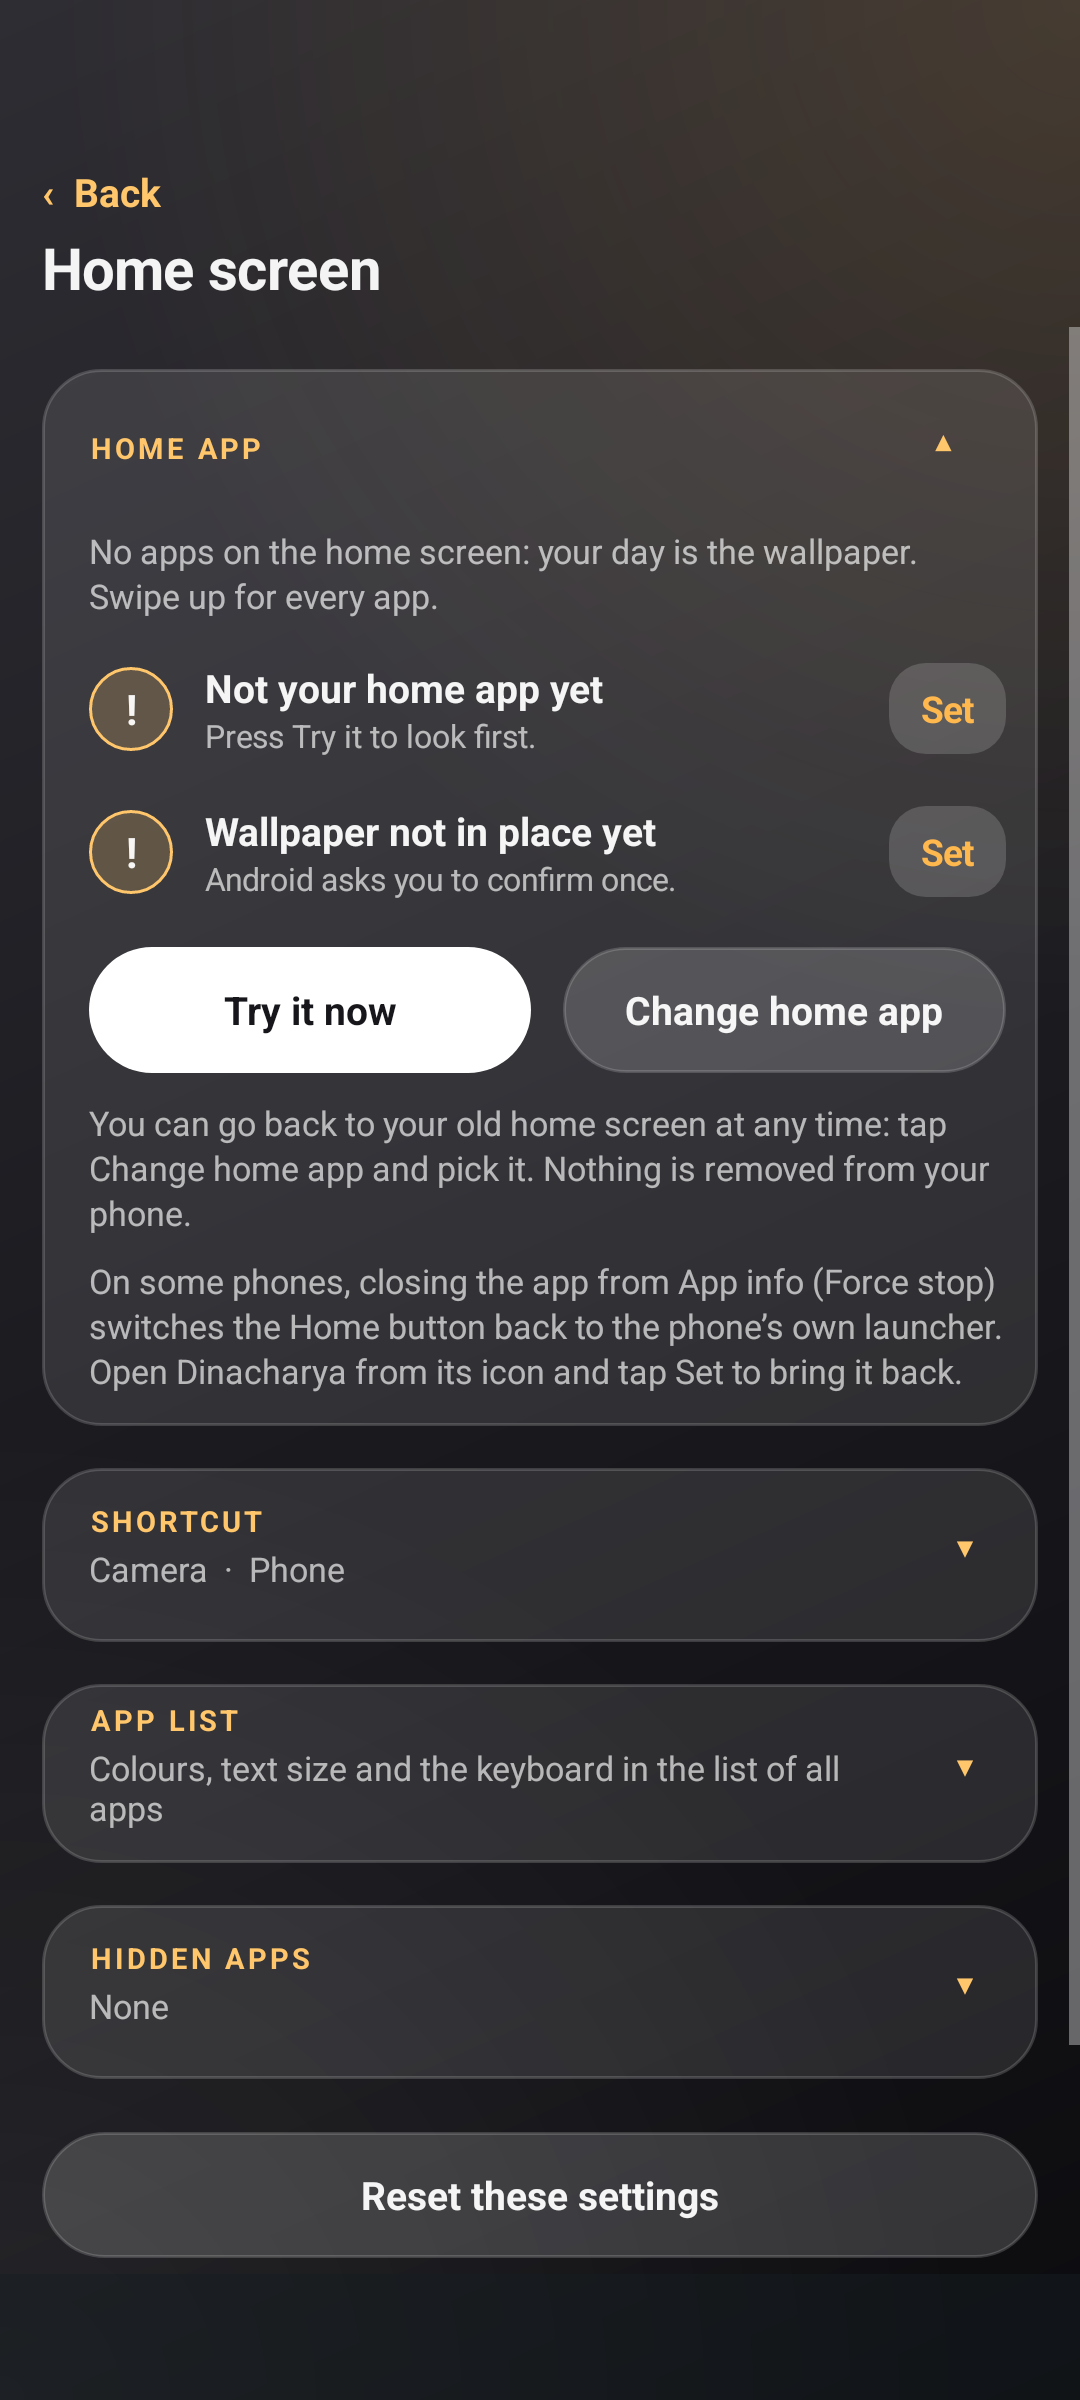 ‹ Back
Home screen
HOME APP ▲
No apps on the home screen: your day is the wallpaper.
Swipe up for every app.
! Not your home app yet Set
Press Try it to look first.
! Wallpaper not in place yet Set
Android asks you to confirm once.
Try it now Change home app
You can go back to your old home screen at any time: tap
Change home app and pick it. Nothing is removed from your
phone.
On some phones, closing the app from App info (Force stop)
switches the Home button back to the phone’s own launcher.
Open Dinacharya from its icon and tap Set to bring it back.
SHORTCUT
Camera · Phone ▼
APP LIST
Colours, text size and the keyboard in the list of all ▼
apps
HIDDEN APPS
None ▼
Reset these settings